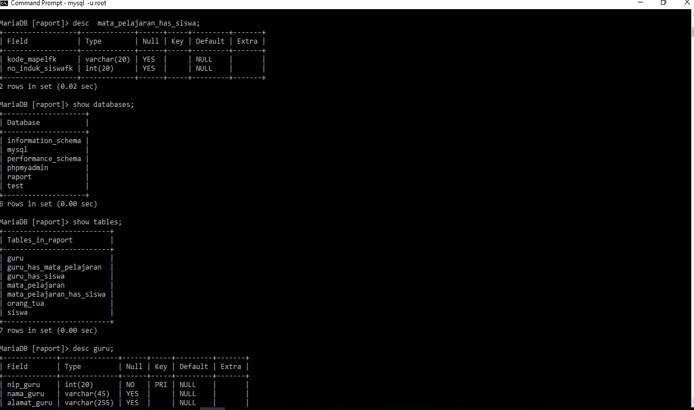 Command Prompt - mysql -u root
MariaDB [raport]> desc  mata_pelajaran_has_siswa;
+------------------+-------------+------+-----+---------+-------+
| Field            | Type        | Null | Key | Default | Extra |
+------------------+-------------+------+-----+---------+-------+
| kode_mapelfk     | varchar(20) | YES  |     | NULL    |       |
| no_induk_siswafk | int(20)     | YES  |     | NULL    |       |
+------------------+-------------+------+-----+---------+-------+
2 rows in set (0.02 sec)
MariaDB [raport]> show databases;
+--------------------+
| Database           |
+--------------------+
| information_schema |
| mysql              |
| performance_schema |
| phpmyadmin         |
| raport             |
| test               |
+--------------------+
6 rows in set (0.00 sec)
MariaDB [raport]> show tables;
+--------------------------+
| Tables_in_raport         |
+--------------------------+
| guru                     |
| guru_has_mata_pelajaran  |
| guru_has_siswa           |
| mata_pelajaran           |
| mata_pelajaran_has_siswa |
| orang_tua                |
| siswa                    |
+--------------------------+
7 rows in set (0.00 sec)
MariaDB [raport]> desc guru;
+-------------+--------------+------+-----+---------+-------+
| Field       | Type         | Null | Key | Default | Extra |
+-------------+--------------+------+-----+---------+-------+
| nip_guru    | int(20)      | NO   | PRI | NULL    |       |
| nama_guru   | varchar(45)  | YES  |     | NULL    |       |
| alamat_guru | varchar(255) | YES  |     | NULL    |       |